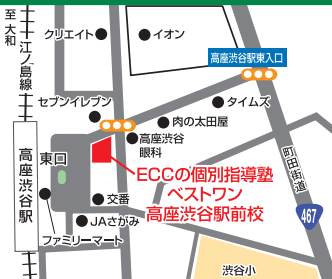 至 大和
江ノ島線
クリエイト
イオン
高座渋谷駅東入口
セブンイレブン
タイムズ
肉の太田屋
高座渋谷
眼科
東口
高座渋谷駅
ECCの個別指導塾
ベストワン
高座渋谷駅前校
町田街道
467
交番
JAさがみ
ファミリーマート
渋谷小